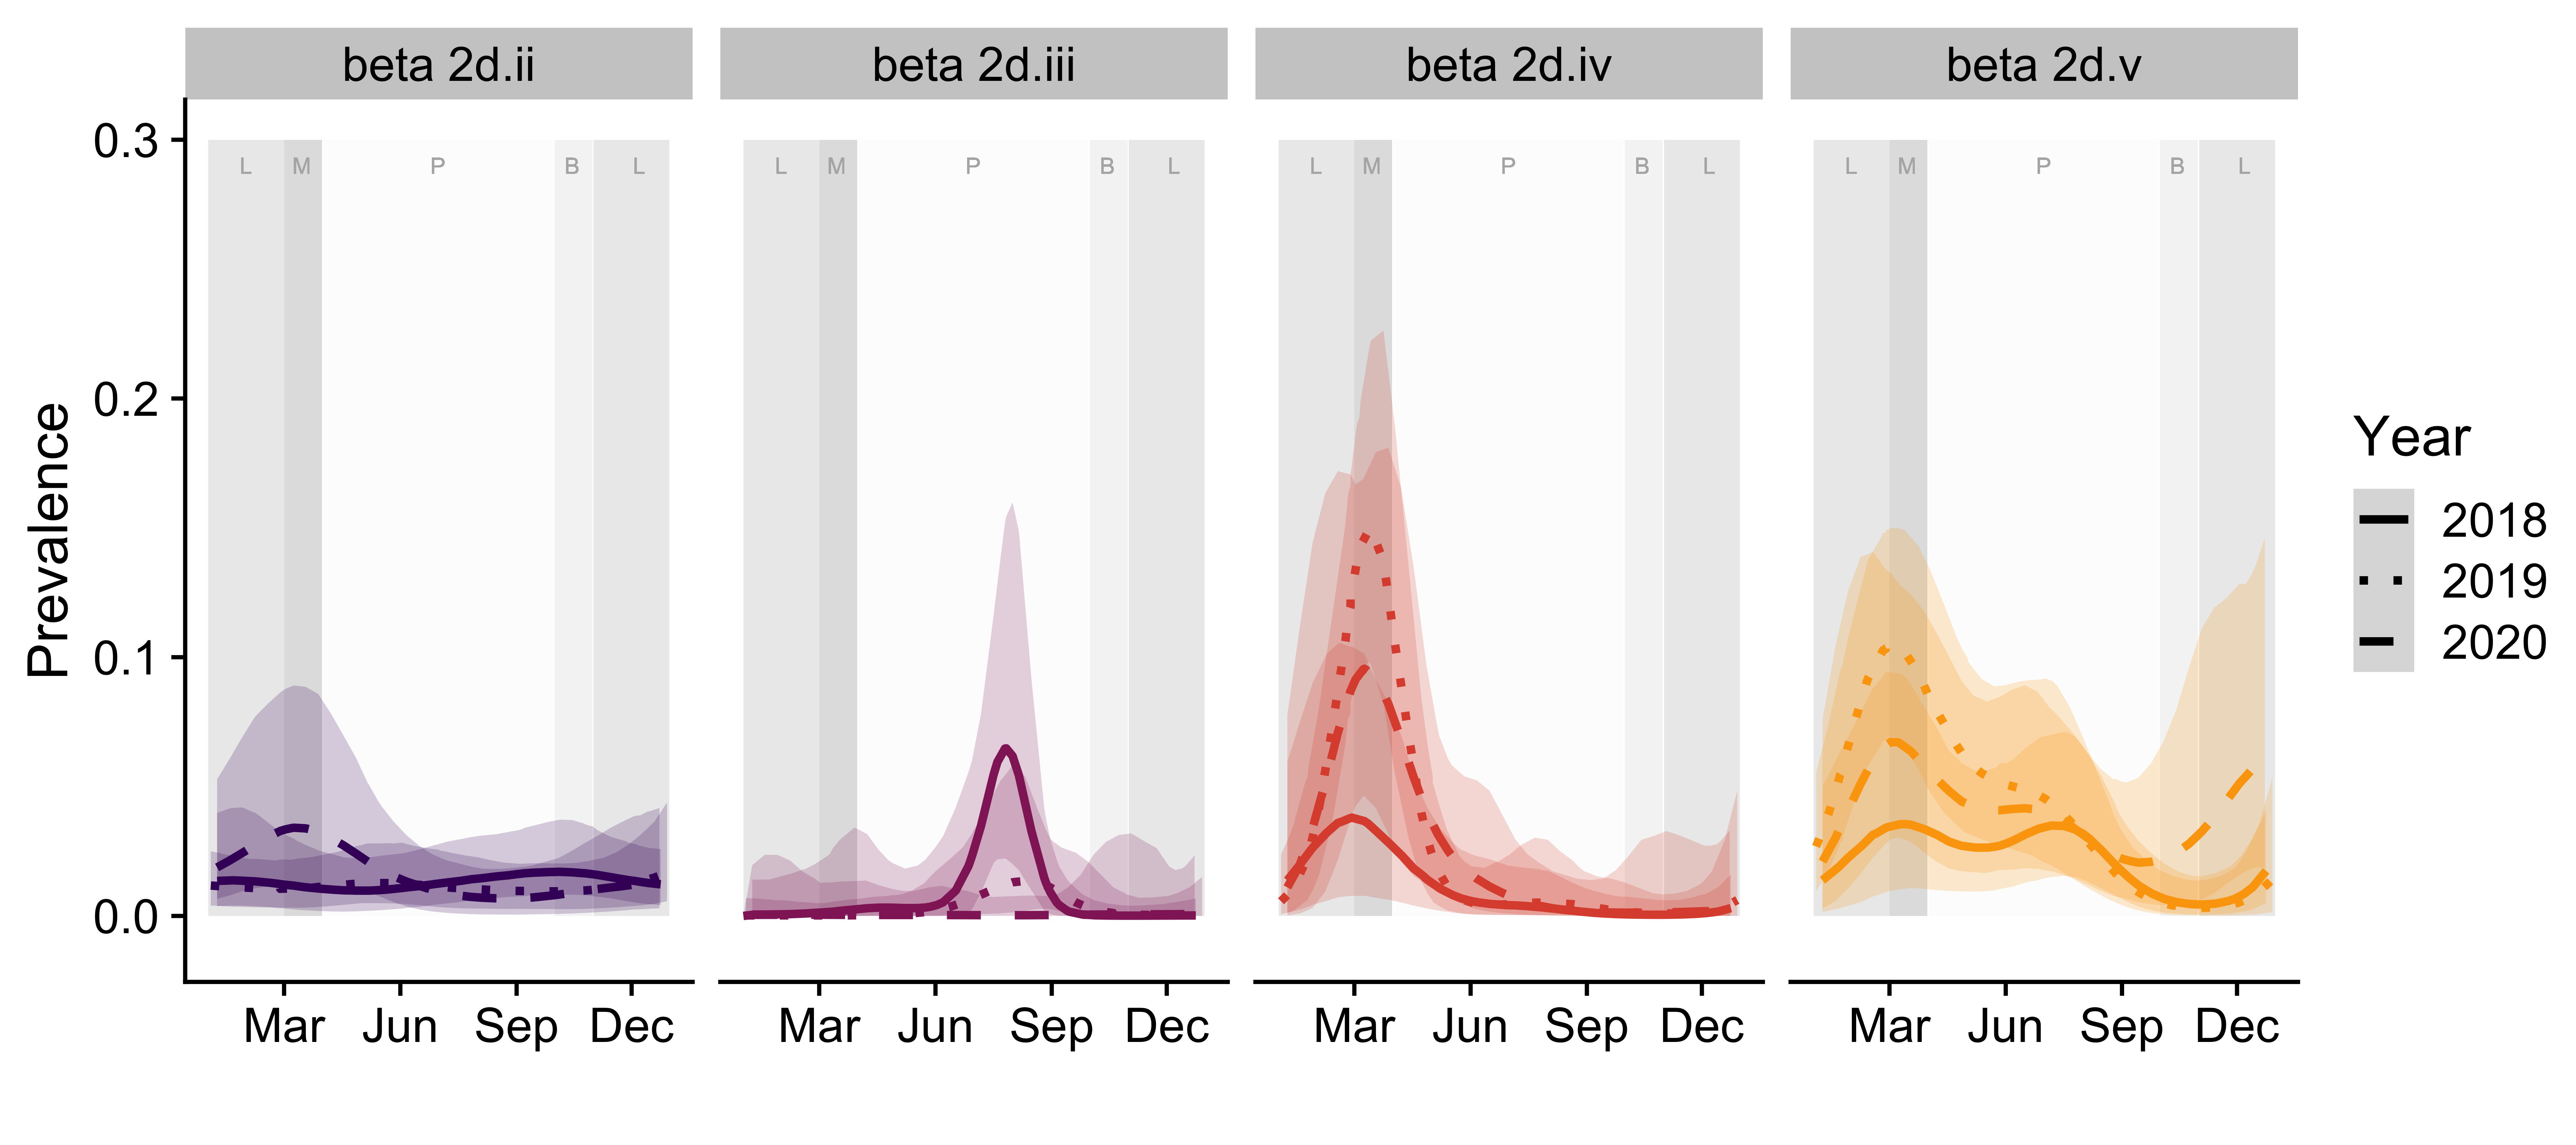 beta 2d.ii beta 2d.iii beta 2d.iv beta 2d.v
0.3
L M P B L L M P B L L M P B L L M P B L
0.2
0.1
0.0
Prevalence
Mar Jun Sep Dec Mar Jun Sep Dec Mar Jun Sep Dec Mar Jun Sep Dec
Year
2018
2019
2020